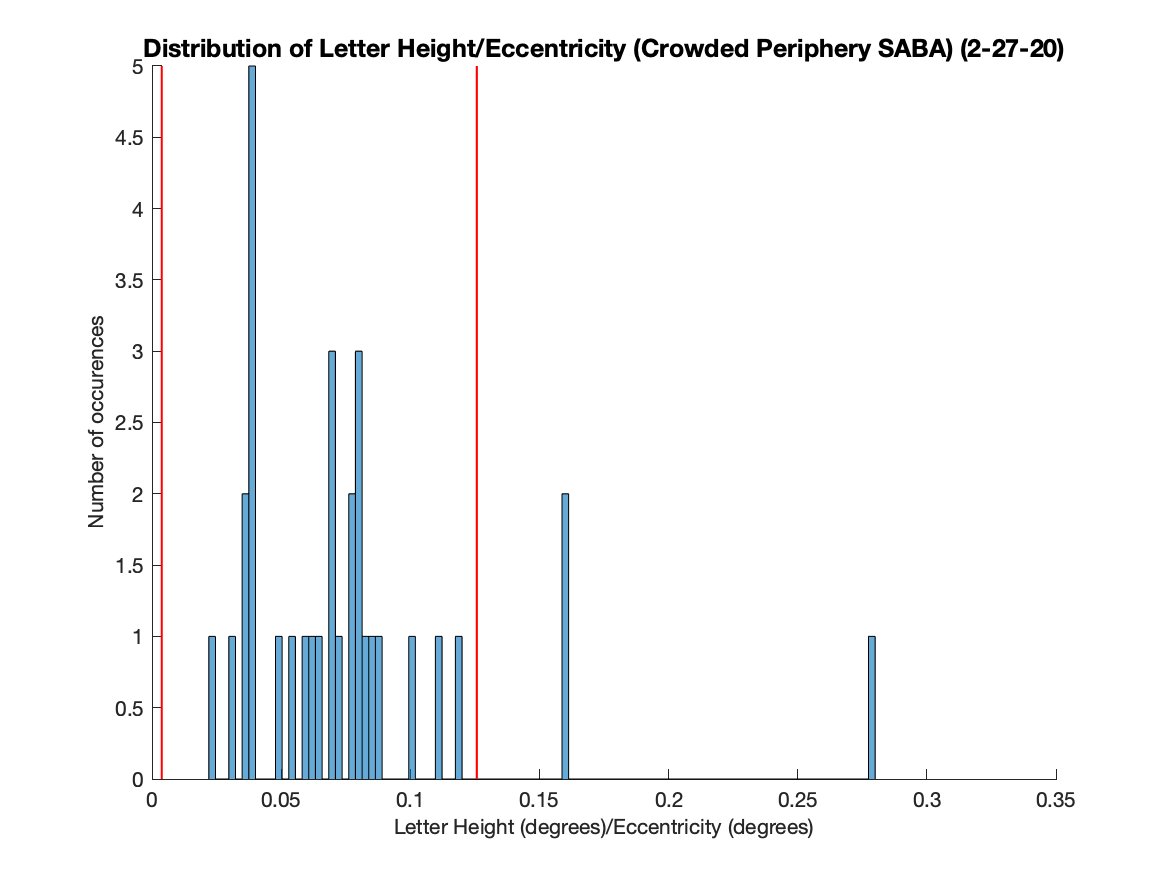 Distribution of Letter Height/Eccentricity (Crowded Periphery SABA) (2-27-20)
5
4.5
4
3.5
3
2.5
2
1.5
1
0.5
0
Number of occurences
0 0.05 0.1 0.15 0.2 0.25 0.3 0.35
Letter Height (degrees)/Eccentricity (degrees)